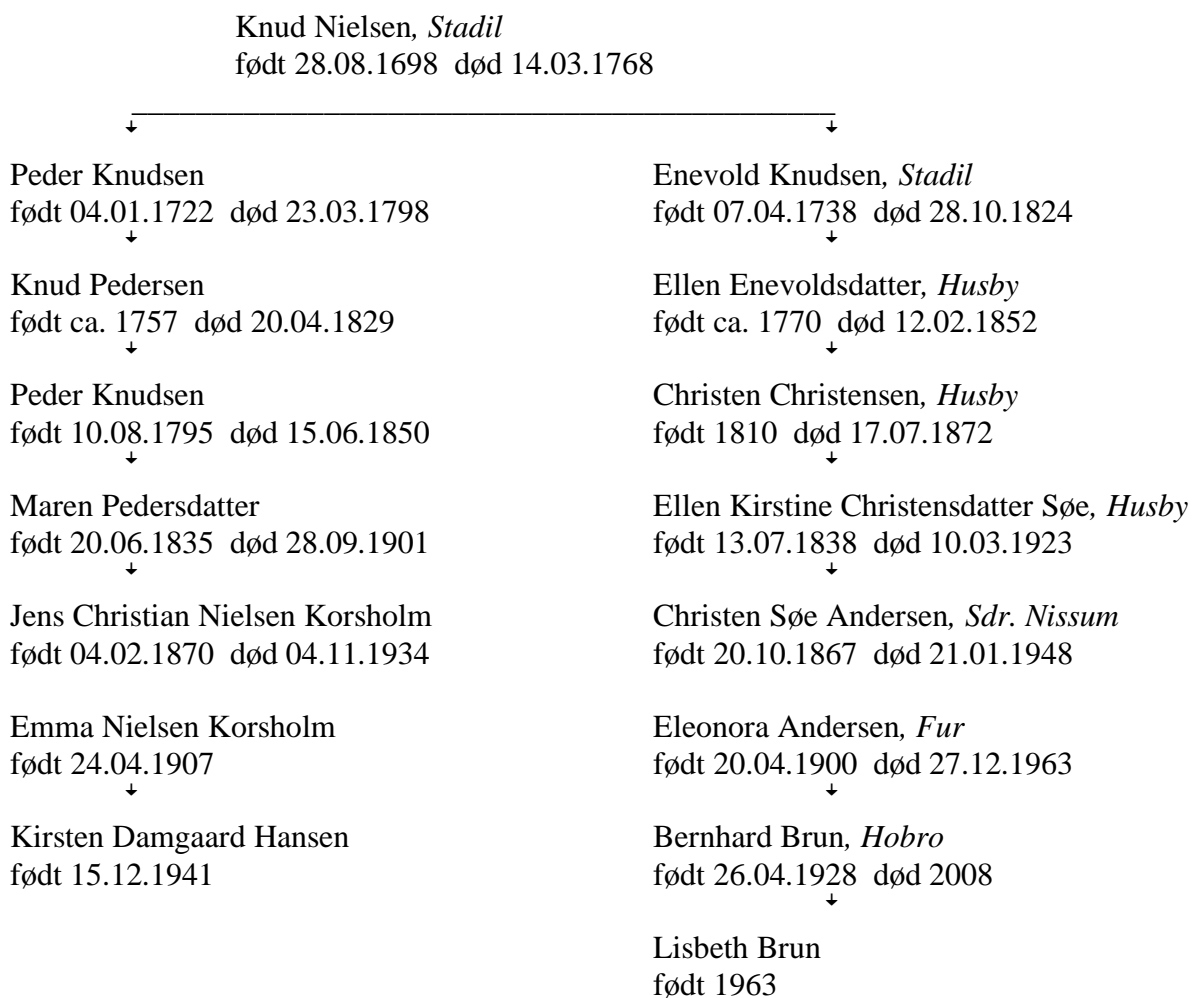 Knud Nielsen, Stadil
født 28.08.1698 død 14.03.1768
Peder Knudsen
født 04.01.1722 død 23.03.1798
Knud Pedersen
født ca. 1757 død 20.04.1829
Peder Knudsen
født 10.08.1795 død 15.06.1850
Maren Pedersdatter
født 20.06.1835 død 28.09.1901
Jens Christian Nielsen Korsholm
født 04.02.1870 død 04.11.1934
Emma Nielsen Korsholm
født 24.04.1907
Kirsten Damgaard Hansen
født 15.12.1941
Enevold Knudsen, Stadil
født 07.04.1738 død 28.10.1824
Ellen Enevoldsdatter, Husby
født ca. 1770 død 12.02.1852
Christen Christensen, Husby
født 1810 død 17.07.1872
Ellen Kirstine Christensdatter Søe, Husby
født 13.07.1838 død 10.03.1923
Christen Søe Andersen, Sdr. Nissum
født 20.10.1867 død 21.01.1948
Eleonora Andersen, Fur
født 20.04.1900 død 27.12.1963
Bernhard Brun, Hobro
født 26.04.1928 død 2008
Lisbeth Brun
født 1963